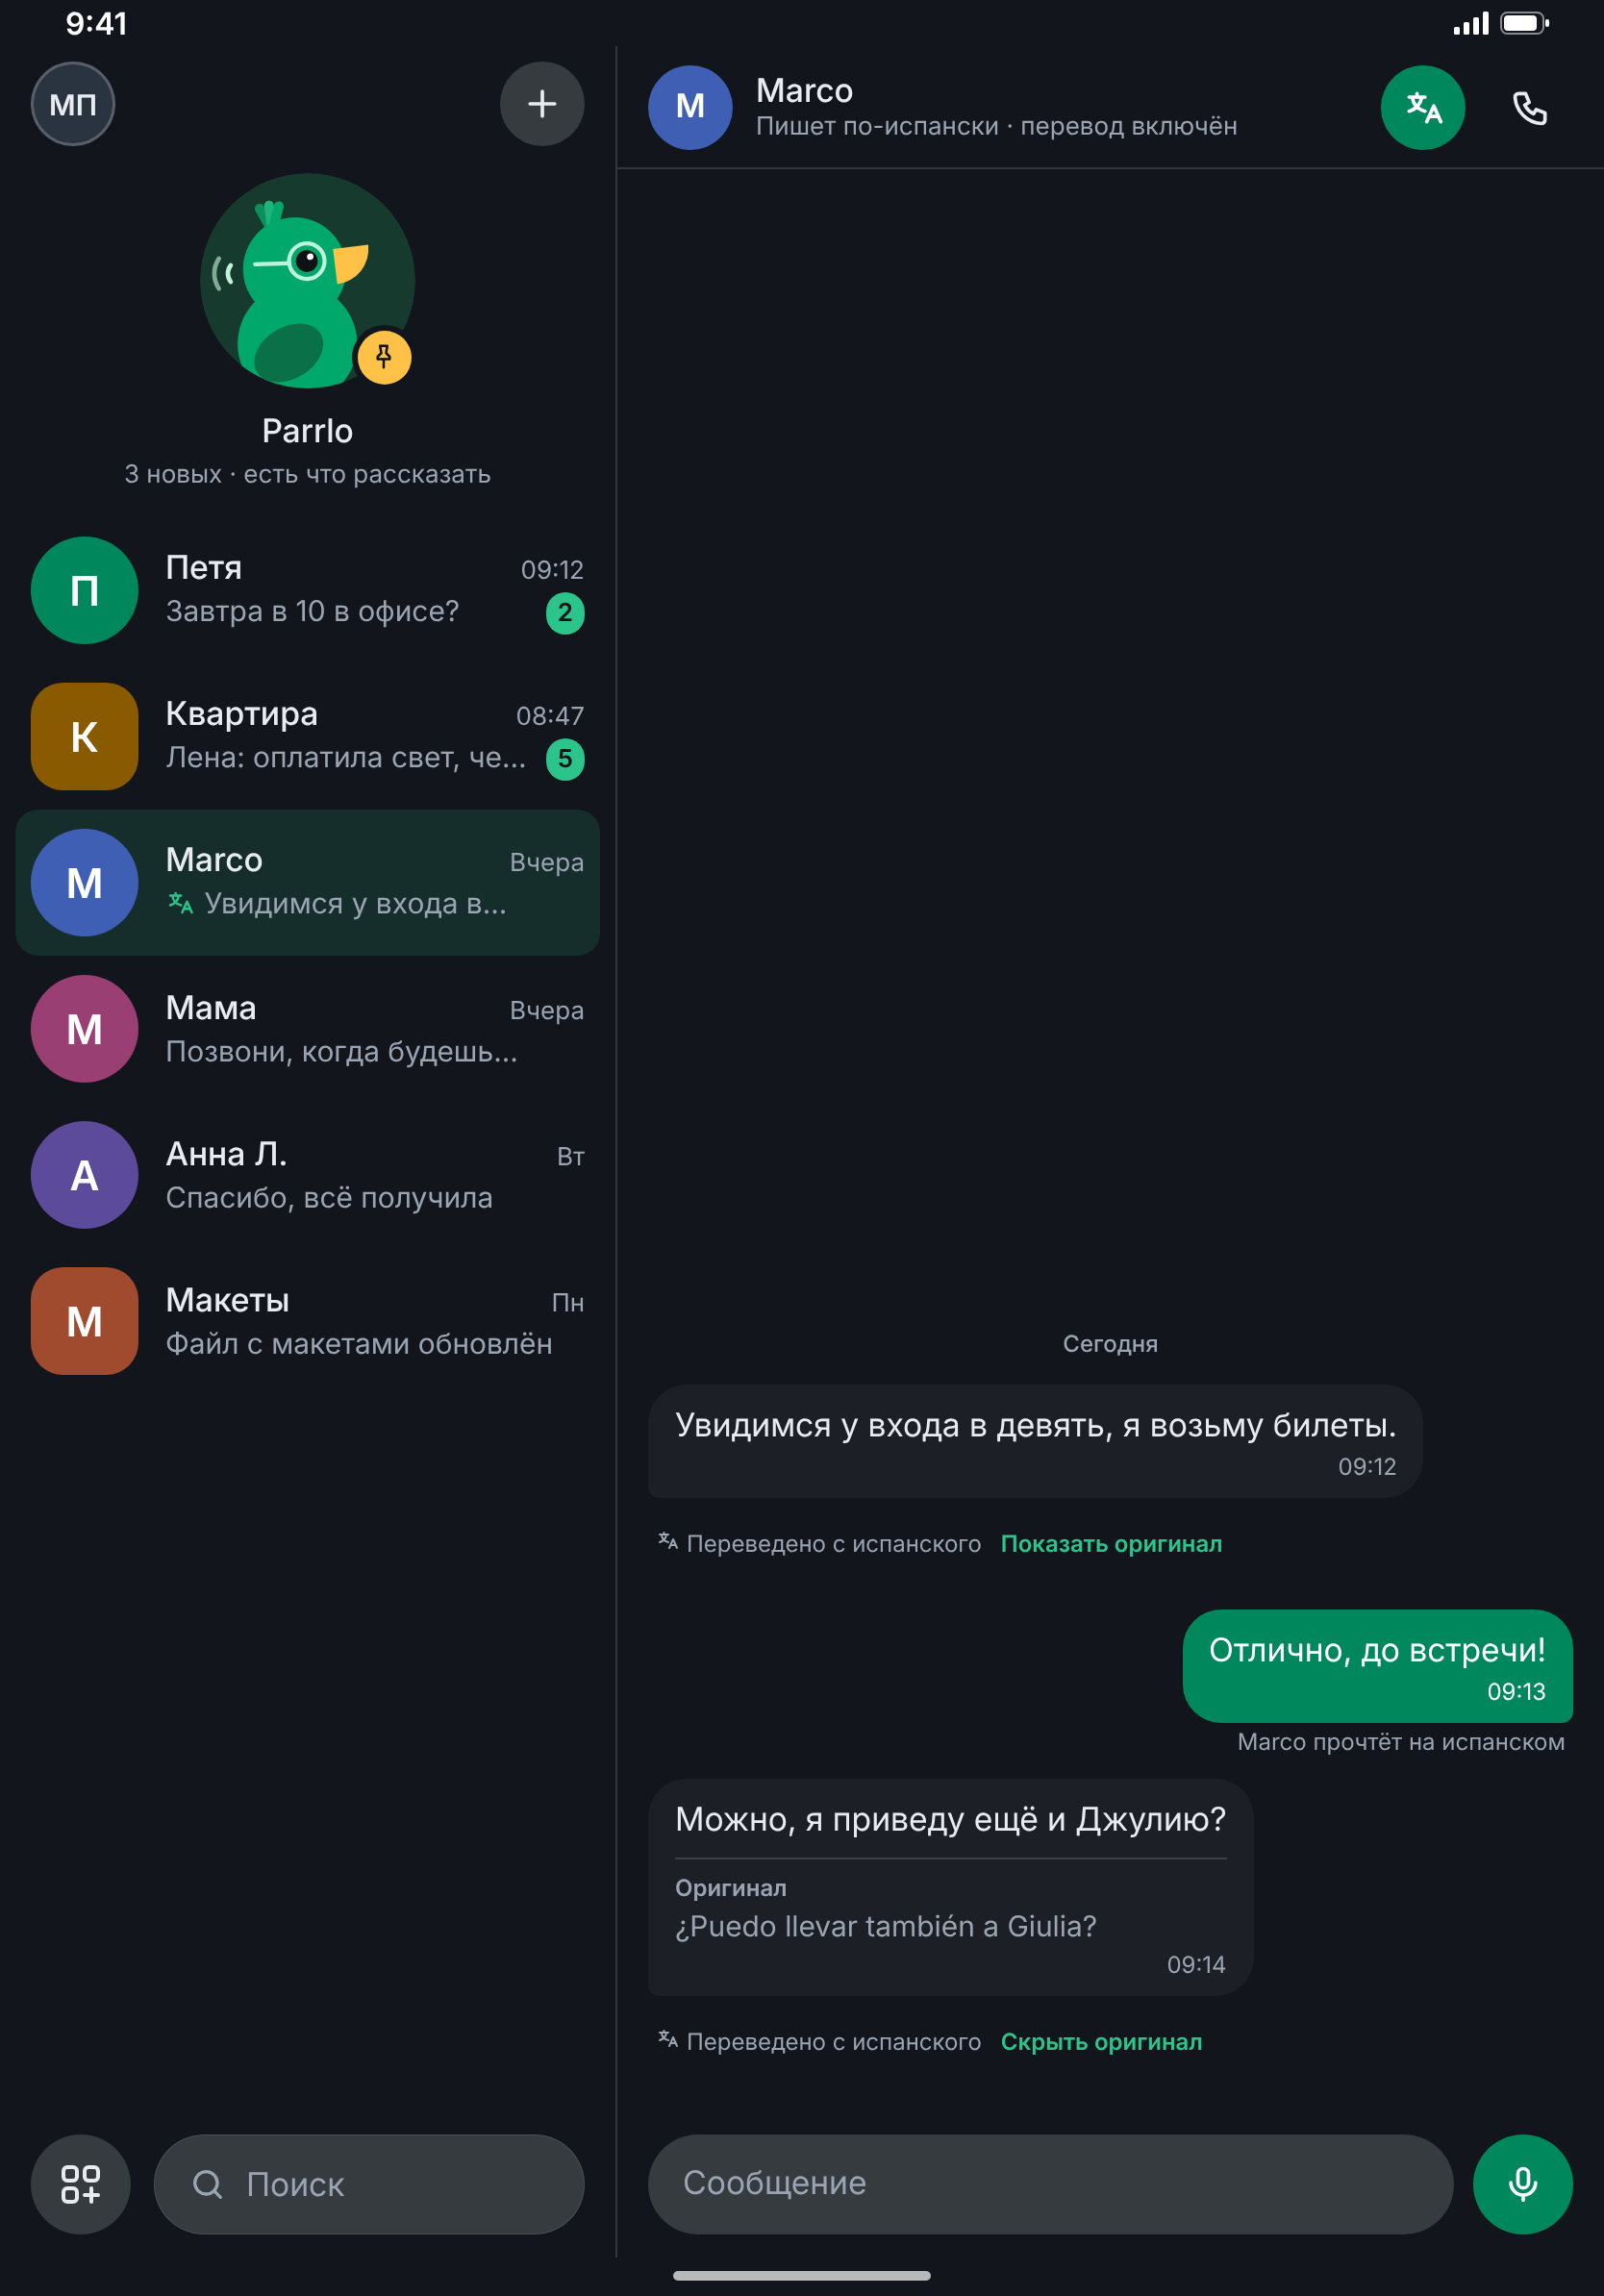 9:41
МП
Parrlo
3 новых · есть что рассказать
П
Петя
09:12
Завтра в 10 в офисе?
2
К
Квартира
08:47
Лена: оплатила свет, че...
5
M
Marco
Вчера
Увидимся у входа в...
М
Мама
Вчера
Позвони, когда будешь...
А
Анна Л.
Вт
Спасибо, всё получила
М
Макеты
Пн
Файл с макетами обновлён
Поиск
M
Marco
Пишет по-испански · перевод включён
Сегодня
Увидимся у входа в девять, я возьму билеты.
09:12
Переведено с испанского Показать оригинал
Отлично, до встречи!
09:13
Marco прочтёт на испанском
Можно, я приведу ещё и Джулию?
Оригинал
¿Puedo llevar también a Giulia?
09:14
Переведено с испанского Скрыть оригинал
Сообщение